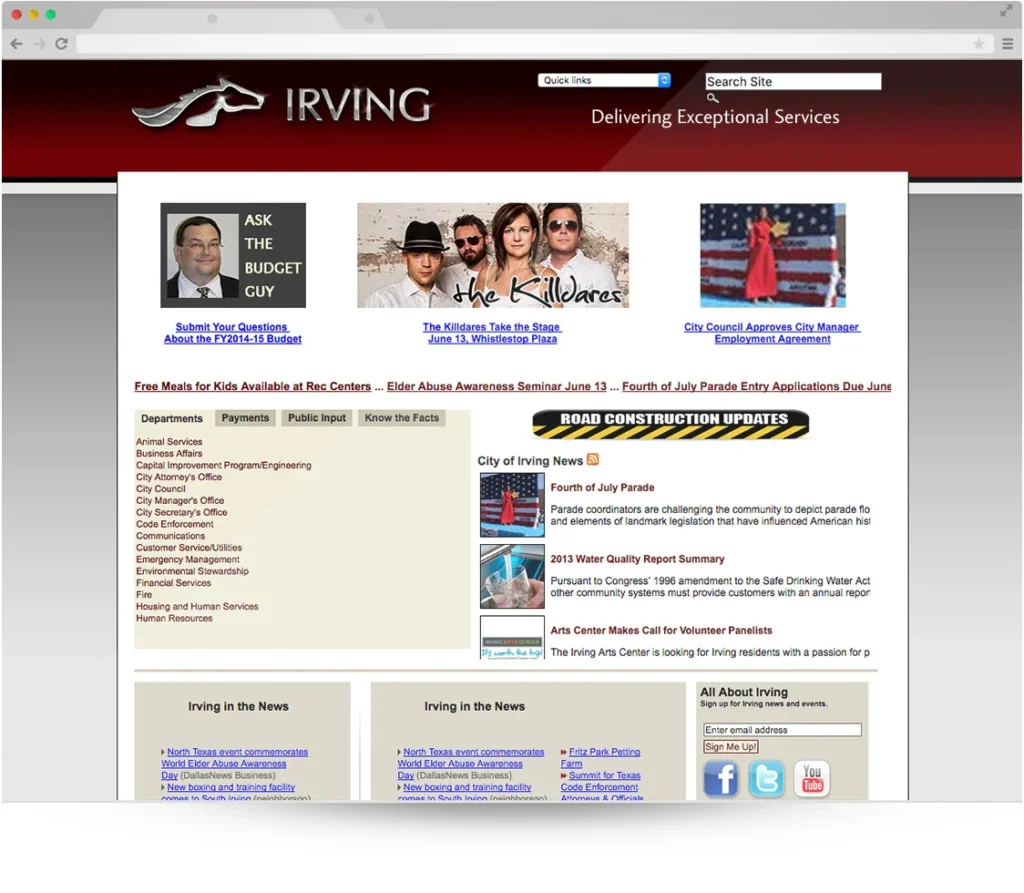 Quick links
Search Site
IRVING
Delivering Exceptional Services
ASK
THE
BUDGET
GUY
the Killdares
Submit Your Questions
About the FY2014-15 Budget
The Killdares Take the Stage
June 13, Whistlestop Plaza
City Council Approves City Manager
Employment Agreement
Free Meals for Kids Available at Rec Centers ... Elder Abuse Awareness Seminar June 13 ... Fourth of July Parade Entry Applications Due June
Departments Payments Public Input Know the Facts
Animal Services
Business Affairs
Capital Improvement Program/Engineering
City Attorney's Office
City Council
City Manager's Office
City Secretary's Office
Code Enforcement
Communications
Customer Service/Utilities
Emergency Management
Environmental Stewardship
Financial Services
Fire
Housing and Human Services
Human Resources
ROAD CONSTRUCTION UPDATES
City of Irving News
Fourth of July Parade
Parade coordinators are challenging the community to depict parade flo
and elements of landmark legislation that have influenced American his
2013 Water Quality Report Summary
Pursuant to Congress' 1996 amendment to the Safe Drinking Water Act
other community systems must provide customers with an annual repor
IRVING ARTS CENTER
It's worth the trip!
Arts Center Makes Call for Volunteer Panelists
The Irving Arts Center is looking for Irving residents with a passion for p
Irving in the News
North Texas event commemorates
World Elder Abuse Awareness
Day (DallasNews Business)
New boxing and training facility
comes to South Irving (neighborsgo)
Irving in the News
North Texas event commemorates
World Elder Abuse Awareness
Day (DallasNews Business)
New boxing and training facility
comes to South Irving (neighborsgo)
Fritz Park Petting
Farm
Summit for Texas
Code Enforcement
Attorneys & Officials
All About Irving
Sign up for Irving news and events.
Enter email address
Sign Me Up!
You
Tube